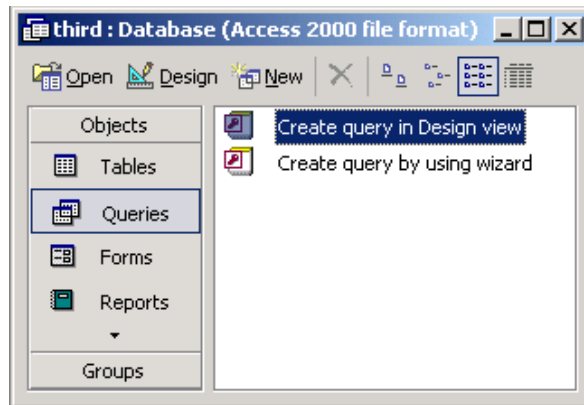 third : Database (Access 2000 file format)
Open Design New
Objects
Tables
Queries
Forms
Reports
Groups
Create query in Design view
Create query by using wizard